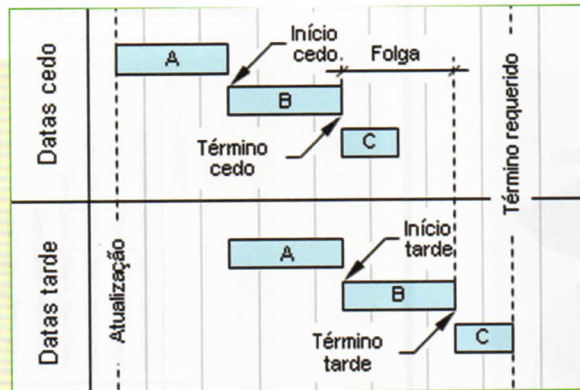 Datas cedo
A
Início
cedo
Folga
B
Término
cedo
C
Término requerido
Datas tarde
Atualização
A
Início
tarde
B
Término
tarde
C